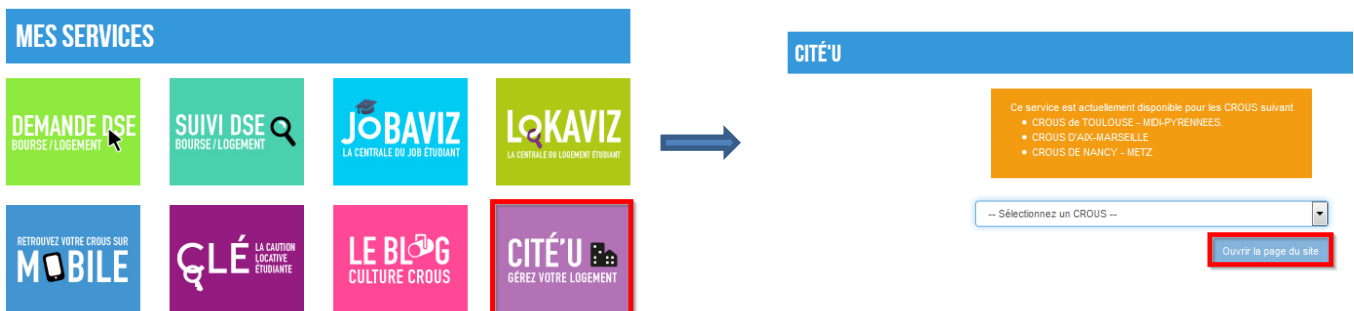 MES SERVICES
DEMANDE DSE
BOURSE/LOGEMENT
SUIVI DSE
BOURSE/LOGEMENT
JOBAVIZ
LA CENTRALE DU JOB ÉTUDIANT
LOKAVIZ
LA CENTRALE DU LOGEMENT ÉTUDIANT
RETROUVEZ VOTRE CROUS SUR
MOBILE
CLÉ
LA CAUTION
LOCATIVE
ÉTUDIANTE
LE BLOG
CULTURE CROUS
CITÉ'U
GÉREZ VOTRE LOGEMENT
CITÉ'U
Ce service est actuellement disponible pour les CROUS suivant
• CROUS de TOULOUSE - MIDI-PYRENNEES.
• CROUS D'AIX-MARSEILLE
• CROUS DE NANCY - METZ
-- Sélectionnez un CROUS --
Ouvrir la page du site